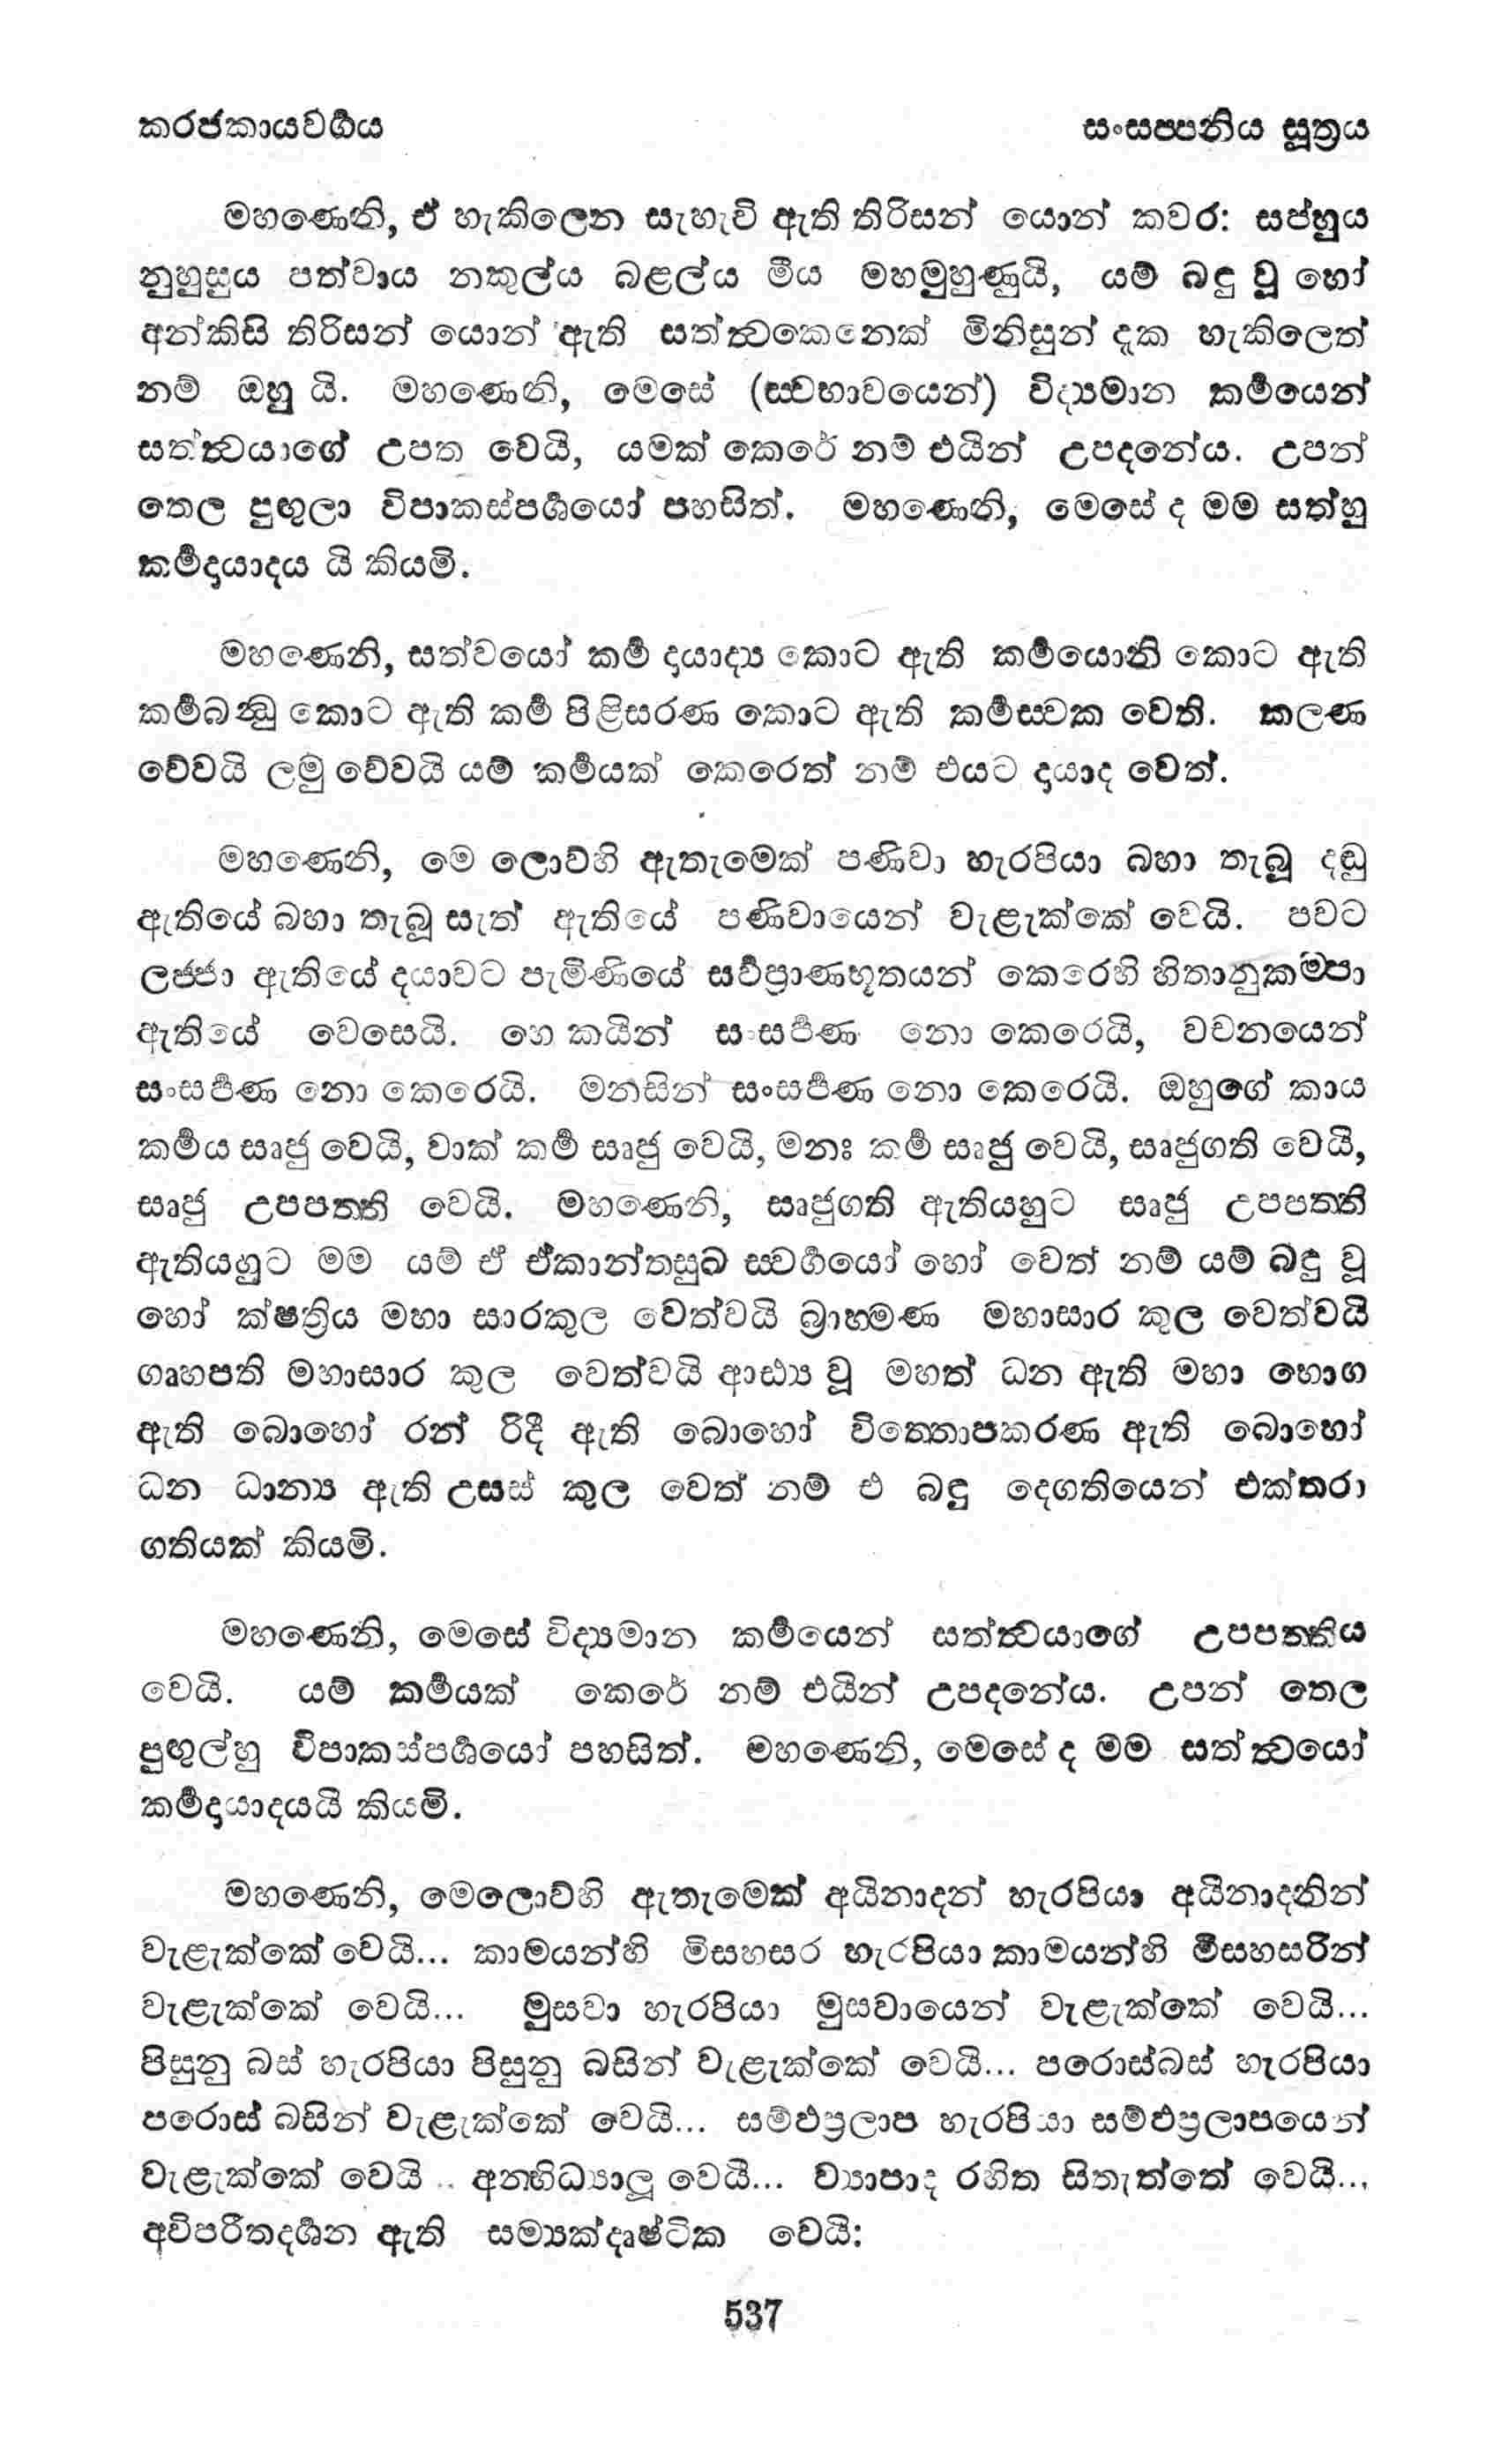 කරජකායවර්‍ගය
සංසප්පනිය සූත්‍රය
මහණෙනි, ඒ හැකිලෙන සැහැවි ඇති තිරිසන් යොන් කවර: සප්හුය
නුහුසුය පත්වාය නකුල්ය බළල්ය මීය මහමුහුණුයි, යම් බඳු වූ හෝ
අන්කිසි තිරිසන් යොන් ඇති සත්ත්‍වකෙනෙක් මිනිසුන් දැක හැකිලෙත්
නම් ඔහු යි. මහණෙනි, මෙසේ (ස්වභාවයෙන්) විද්‍යමාන කර්‍මයෙන්
සත්ත්‍වයාගේ උපත වෙයි, යමක් කෙරේ නම් එයින් උපදනේය. උපන්
තෙල පුඟුලා විපාකස්පර්‍ශයෝ පහසිත්. මහණෙනි, මෙසේ ද මම සත්හු
කර්‍මදායාදය යි කියමි.
මහණෙනි, සත්වයෝ කර්‍ම දායාද්‍ය කොට ඇති කර්‍මයොනි කොට ඇති
කර්‍මබන්‍ධු කොට ඇති කර්‍ම පිළිසරණ කොට ඇති කර්‍මස්වක වෙති. කලණ
වේවයි ලමු වේවයි යම් කර්‍මයක් කෙරෙත් නම් එයට දායාද වෙත්.
මහණෙනි, මෙ ලොව්හි ඇතැමෙක් පණිවා හැරපියා බහා තැබූ දඬු
ඇතියේ බහා තැබූ සැත් ඇතියේ පණිවායෙන් වැළැක්කේ වෙයි. පවට
ලජ්ජා ඇතියේ දයාවට පැමිණියේ සර්‍වප්‍රාණභූතයන් කෙරෙහි හිතානුකම්පා
ඇතියේ වෙසෙයි. හෙ කයින් සංසර්‍පණ නො කෙරෙයි, වචනයෙන්
සංසර්‍පණ නො කෙරෙයි. මනසින් සංසර්‍පණ නො කෙරෙයි. ඔහුගේ කාය
කර්‍මය සෘජු වෙයි, වාක් කර්‍ම සෘජු වෙයි, මනඃ කර්‍ම සෘජු වෙයි, සෘජුගති වෙයි,
සෘජු උපපත්ති වෙයි. මහණෙනි, සෘජුගති ඇතියහුට සෘජු උපපත්ති
ඇතියහුට මම යම් ඒ ඒකාන්තසුඛ ස්වර්‍ගයෝ හෝ වෙත් නම් යම් බඳු වූ
හෝ ක්ෂත්‍රිය මහා සාරකුල වෙත්වයි බ්‍රාහ්මණ මහාසාර කුල වෙත්වයි
ගෘහපති මහාසාර කුල වෙත්වයි ආඪ්‍ය වූ මහත් ධන ඇති මහා භොග
ඇති බොහෝ රන් රිදී ඇති බොහෝ විත්තොපකරණ ඇති බොහෝ
ධන ධාන්‍ය ඇති උසස් කුල වෙත් නම් එ බඳු දෙගතියෙන් එක්තරා
ගතියක් කියමි.
මහණෙනි, මෙසේ විද්‍යමාන කර්‍මයෙන් සත්ත්‍වයාගේ උපපත්තිය
වෙයි. යම් කර්‍මයක් කෙරේ නම් එයින් උපදනේය. උපන් තෙල
පුඟුල්හු විපාකස්පර්‍ශයෝ පහසිත්. මහණෙනි, මෙසේ ද මම සත්ත්‍වයෝ
කර්‍මදායාදයයි කියමි.
මහණෙනි, මෙලොව්හි ඇතැමෙක් අයිනාදන් හැරපියා අයිනාදනින්
වැළැක්කේ වෙයි... කාමයන්හි මිසහසර හැරපියා කාමයන්හි මිසහසරින්
වැළැක්කේ වෙයි... මුසවා හැරපියා මුසවායෙන් වැළැක්කේ වෙයි...
පිසුනු බස් හැරපියා පිසුනු බසින් වැළැක්කේ වෙයි... පරොස්බස් හැරපියා
පරොස් බසින් වැළැක්කේ වෙයි... සම්ඵප්‍රලාප හැරපියා සම්ඵප්‍රලාපයෙන්
වැළැක්කේ වෙයි... අනභිධ්‍යාලු වෙයි... ව්‍යාපාද රහිත සිතැත්තේ වෙයි...
අවිපරීතදර්‍ශන ඇති සම්‍යක්දෘෂ්ටික වෙයි:
537